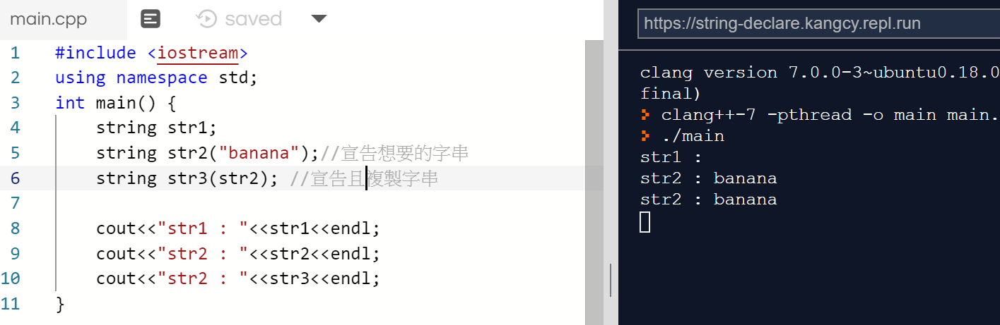 main.cpp
saved
1 #include <iostream>
2 using namespace std;
3 int main() {
4 string str1;
5 string str2("banana");//宣告想要的字串
6 string str3(str2); //宣告且複製字串
7
8 cout<<"str1 : "<<str1<<endl;
9 cout<<"str2 : "<<str2<<endl;
10 cout<<"str2 : "<<str3<<endl;
11 }
https://string-declare.kangcy.repl.run
clang version 7.0.0-3~ubuntu0.18.0
final)
clang++-7 -pthread -o main main.
./main
str1 :
str2 : banana
str2 : banana